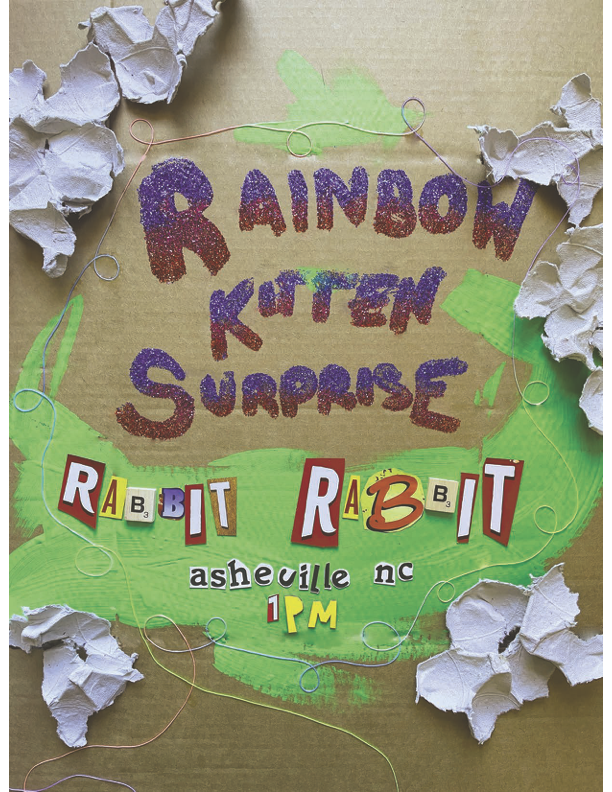 RAINBOW
KITTEN
SURPRISE
RABBIT RABBIT
asheville nc
1PM